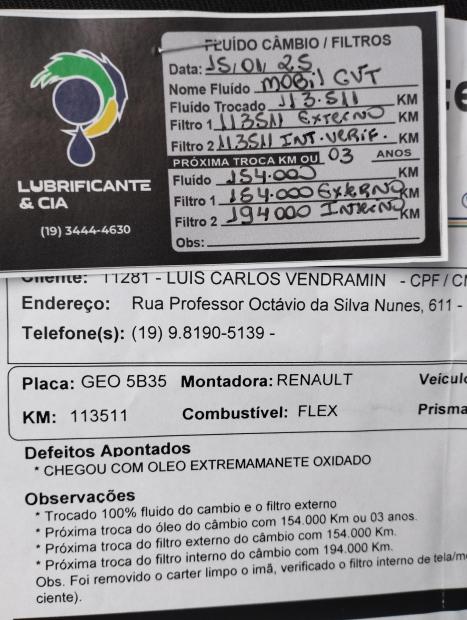 FLUÍDO CÂMBIO / FILTROS
Data: 15/01/25
Nome Fluído MOBIL CVT
Fluído Trocado 113.511 KM
Filtro 1 113511 EXTERNO KM
Filtro 2 113511 INT. VERIF. KM
PRÓXIMA TROCA KM OU 03 ANOS
Fluído 154.000 KM
Filtro 1 154.000 EXTERNO KM
Filtro 2 194000 INTERNO KM
Obs:
LUBRIFICANTE
& CIA
(19) 3444-4630
Cliente: 11281 - LUIS CARLOS VENDRAMIN - CPF / CN
Endereço: Rua Professor Octávio da Silva Nunes, 611 -
Telefone(s): (19) 9.8190-5139 -
Placa: GEO 5B35 Montadora: RENAULT Veícul
KM: 113511 Combustível: FLEX Prisma
Defeitos Apontados
* CHEGOU COM OLEO EXTREMAMANETE OXIDADO
Observações
* Trocado 100% fluido do cambio e o filtro externo
* Próxima troca do óleo do câmbio com 154.000 Km ou 03 anos.
* Próxima troca do filtro externo do câmbio com 154.000 Km.
* Próxima troca do filtro interno do câmbio com 194.000 Km.
Obs. Foi removido o carter limpo o imã, verificado o filtro interno de tela/m
ciente).